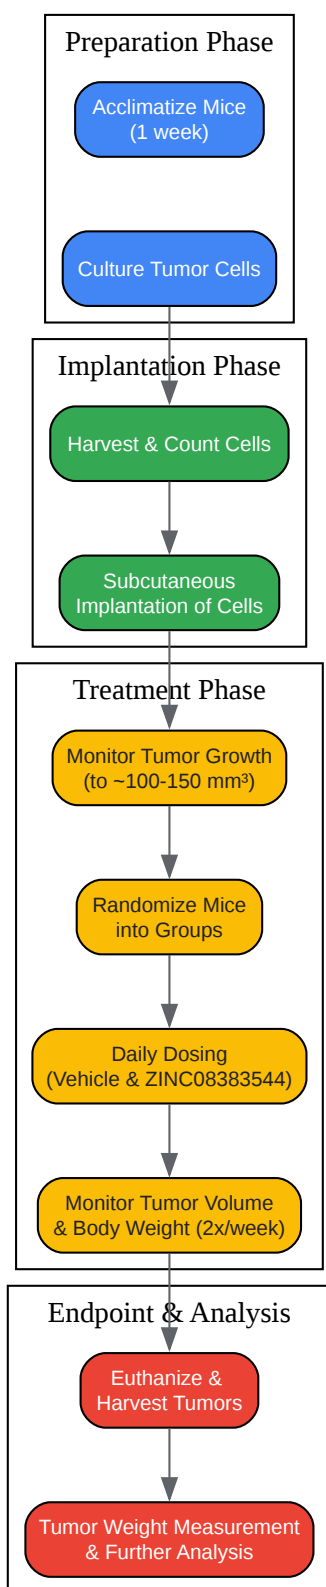 Preparation Phase
Acclimatize Mice
(1 week)
Culture Tumor Cells
Implantation Phase
Harvest & Count Cells
Subcutaneous
Implantation of Cells
Treatment Phase
Monitor Tumor Growth
(to ~100-150 mm³)
Randomize Mice
into Groups
Daily Dosing
(Vehicle & ZINC08383544)
Monitor Tumor Volume
& Body Weight (2x/week)
Endpoint & Analysis
Euthanize &
Harvest Tumors
Tumor Weight Measurement
& Further Analysis